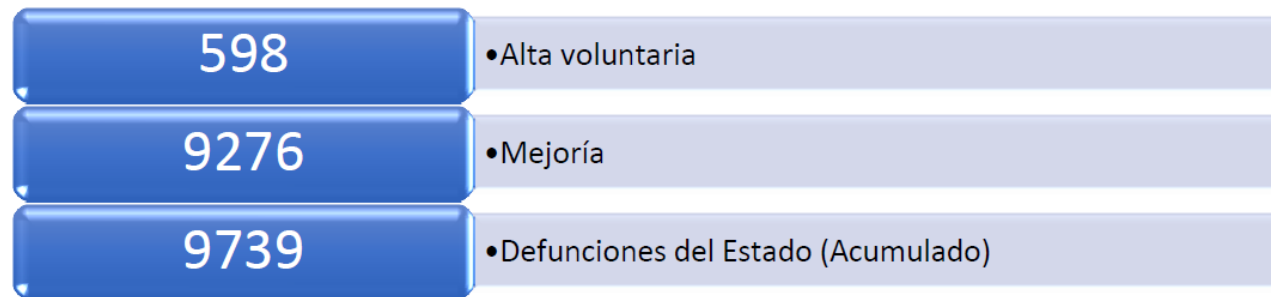 598
•Alta voluntaria
9276
•Mejoría
9739
•Defunciones del Estado (Acumulado)